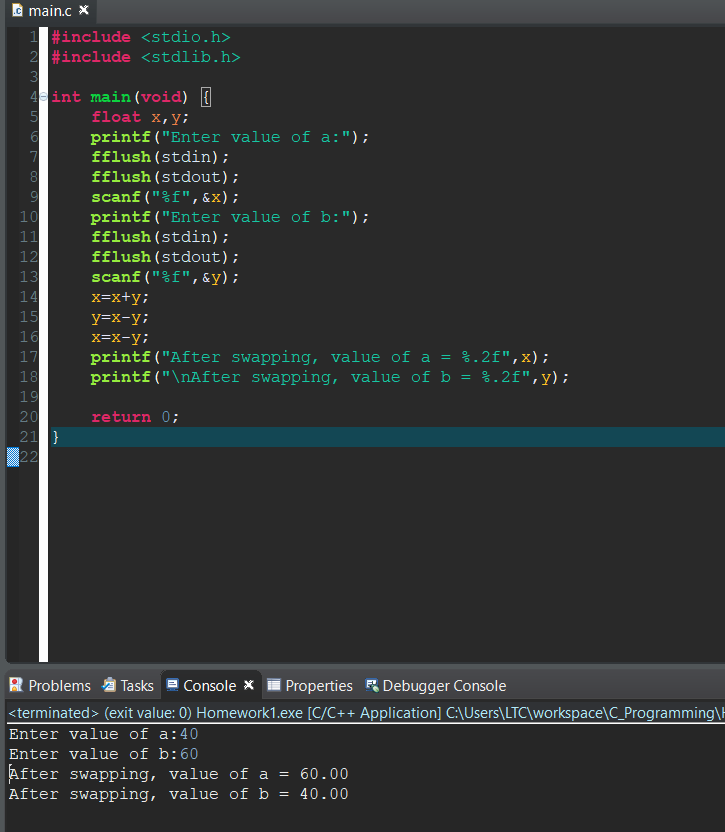 main.c
1 #include <stdio.h>
2 #include <stdlib.h>
3
4 int main(void) {
5     float x,y;
6     printf("Enter value of a:");
7     fflush(stdin);
8     fflush(stdout);
9     scanf("%f",&x);
10     printf("Enter value of b:");
11     fflush(stdin);
12     fflush(stdout);
13     scanf("%f",&y);
14     x=x+y;
15     y=x-y;
16     x=x-y;
17     printf("After swapping, value of a = %.2f",x);
18     printf("\nAfter swapping, value of b = %.2f",y);
19
20     return 0;
21 }
22
Problems Tasks Console Properties Debugger Console
<terminated> (exit value: 0) Homework1.exe [C/C++ Application] C:\Users\LTC\workspace\C_Programming\
Enter value of a:40
Enter value of b:60
After swapping, value of a = 60.00
After swapping, value of b = 40.00